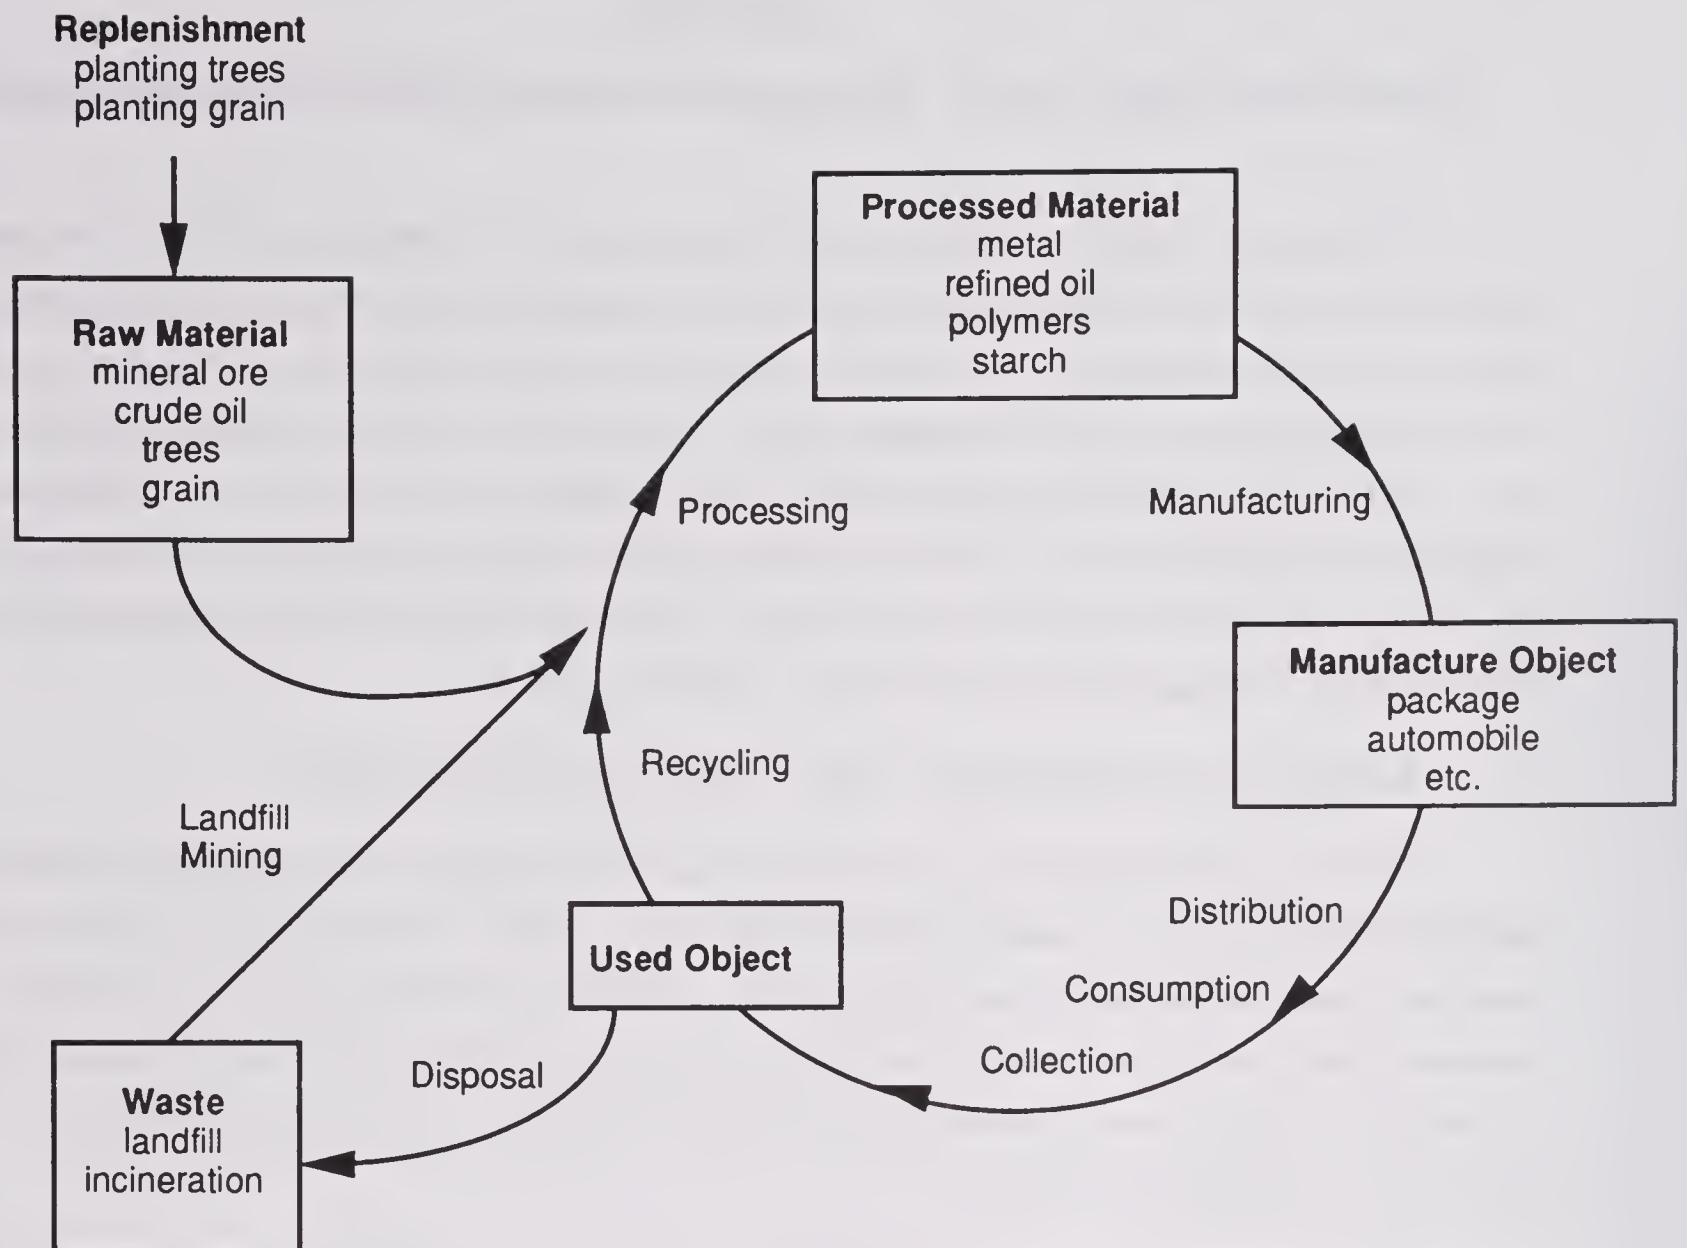 Replenishment
planting trees
planting grain
Raw Material
mineral ore
crude oil
trees
grain
Processed Material
metal
refined oil
polymers
starch
Processing
Manufacturing
Manufacture Object
package
automobile
etc.
Recycling
Landfill
Mining
Distribution
Used Object
Consumption
Collection
Disposal
Waste
landfill
incineration